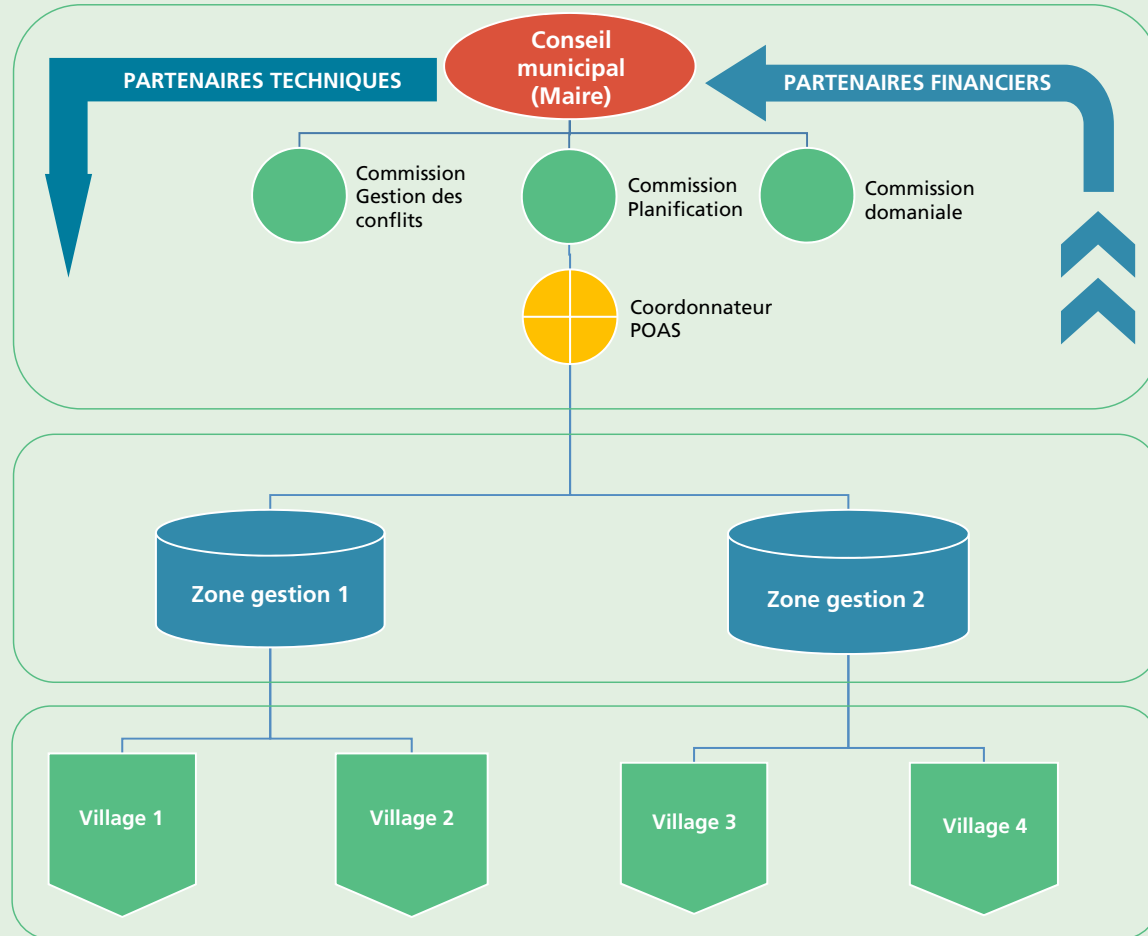 Conseil
municipal
(Maire)
PARTENAIRES TECHNIQUES
PARTENAIRES FINANCIERS
Commission
Gestion des
conflits
Commission
Planification
Commission
domaniale
Coordonnateur
POAS
Zone gestion 1
Zone gestion 2
Village 1
Village 2
Village 3
Village 4